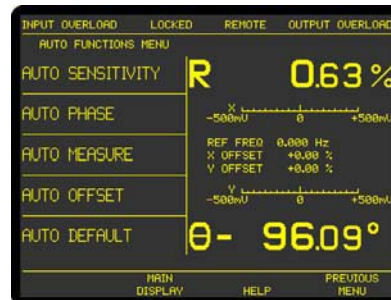 INPUT OVERLOAD LOCKED REMOTE OUTPUT OVERLOAD
AUTO FUNCTIONS MENU
AUTO SENSITIVITY
AUTO PHASE
AUTO MEASURE
AUTO OFFSET
AUTO DEFAULT
R 0.63 %
X
-500mV 0 +500mV
REF FREQ 0.000 Hz
X OFFSET +0.00 %
Y OFFSET +0.00 %
Y
-500mV 0 +500mV
θ- 96.09°
MAIN DISPLAY
HELP
PREVIOUS MENU